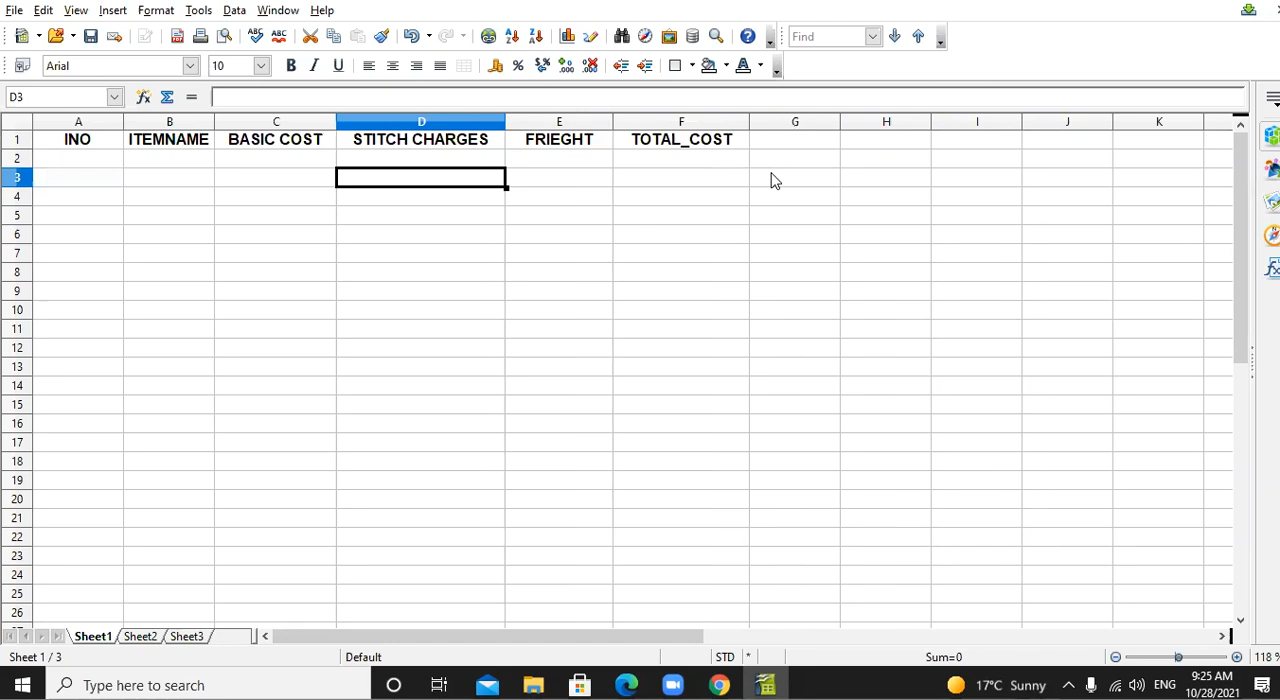 File Edit View Insert Format Tools Data Window Help
Find
Arial 10
D3
A B C D E F G H I J K
1 INO ITEMNAME BASIC COST STITCH CHARGES FRIEGHT TOTAL_COST
2
3
4
5
6
7
8
9
10
11
12
13
14
15
16
17
18
19
20
21
22
23
24
25
26
Sheet1 Sheet2 Sheet3
Sheet 1 / 3 Default STD * Sum=0 118 %
Type here to search 17°C Sunny ENG 9:25 AM
10/28/2021